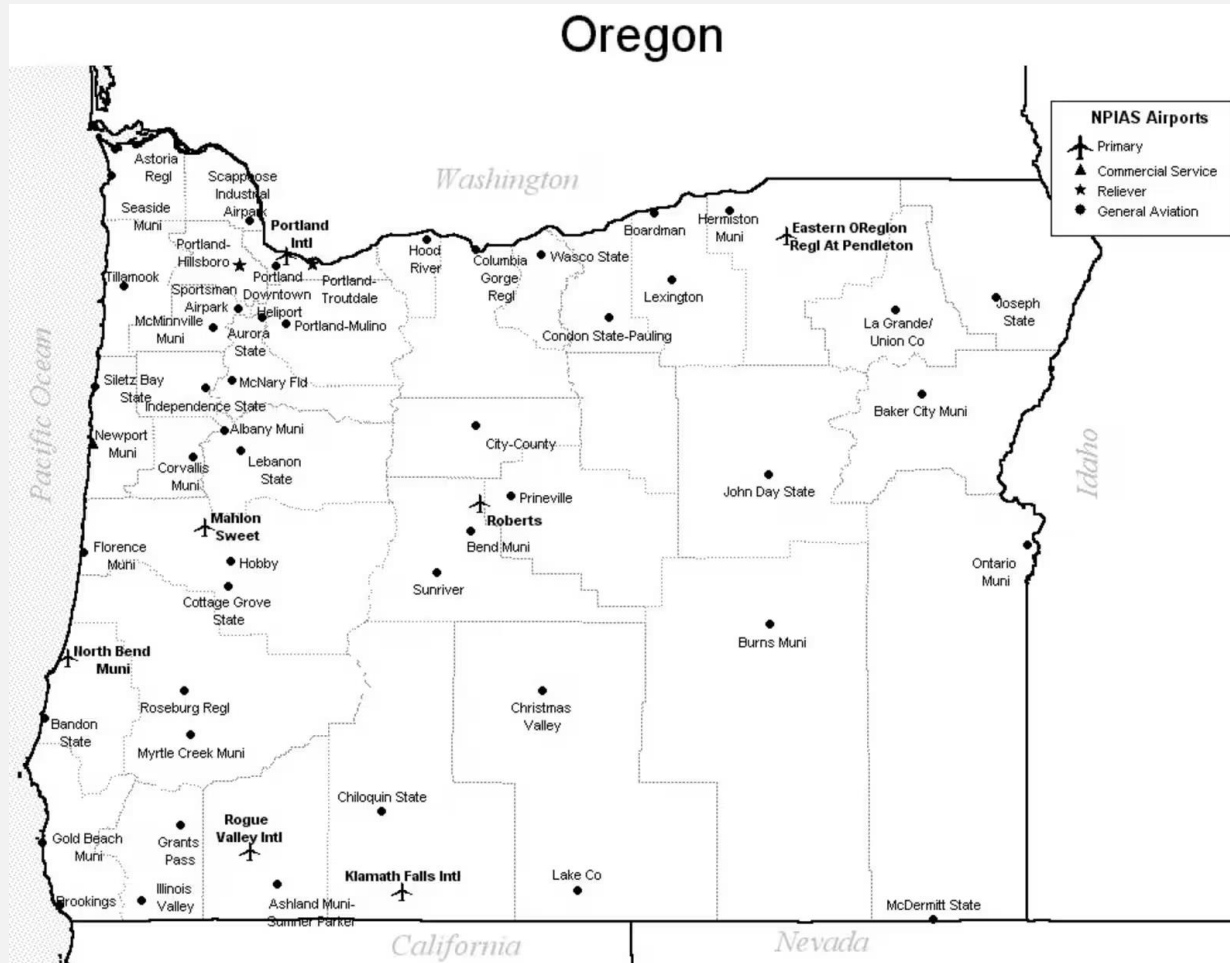 Oregon
NPIAS Airports
Primary
Commercial Service
Reliever
General Aviation
Washington
Pacific Ocean
Idaho
California
Nevada
Astoria
Regl
Seaside
Muni
Scappoose
Industrial
Airpark
Portland
Intl
Portland-
Hillsboro
Portland
Downtown
Heliport
Portland-
Troutdale
Tillamook
Sportsman
Airpark
McMinnville
Muni
Aurora
State
Portland-Mulino
Hood
River
Columbia
Gorge
Regl
Wasco State
Boardman
Hermiston
Muni
Eastern ORegion
Regl At Pendleton
Lexington
Condon State-Pauling
La Grande/
Union Co
Joseph
State
Siletz Bay
State
McNary Fld
Independence State
Baker City Muni
Newport
Muni
Albany Muni
Corvallis
Muni
Lebanon
State
City-County
John Day State
Prineville
Roberts
Bend Muni
Mahlon
Sweet
Florence
Muni
Hobby
Cottage Grove
State
Sunriver
Ontario
Muni
Burns Muni
North Bend
Muni
Bandon
State
Roseburg Regl
Myrtle Creek Muni
Christmas
Valley
Chiloquin State
Rogue
Valley Intl
Gold Beach
Muni
Grants
Pass
Klamath Falls Intl
Lake Co
Brookings
Illinois
Valley
Ashland Muni-
Sumner Parker
McDermitt State